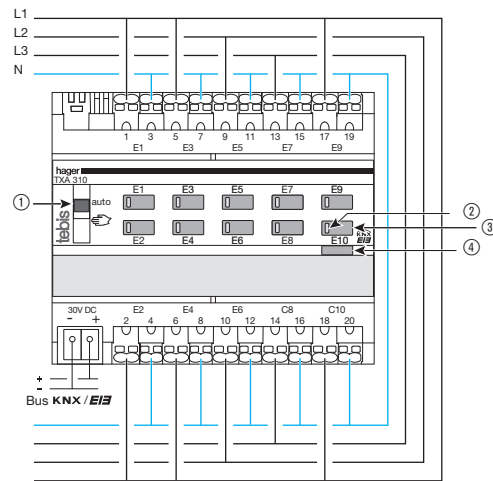 L1
L2
L3
N
1 3 5 7 9 11 13 15 17 19
E1 E3 E5 E7 E9
hager
TXA 310
① auto
tebis
E1 E3 E5 E7 E9
②
③
E2 E4 E6 E8 E10
KNX
EIB
④
30V DC
- +
E2 E4 E6 C8 C10
2 4 6 8 10 12 14 16 18 20
+
-
Bus KNX / EIB